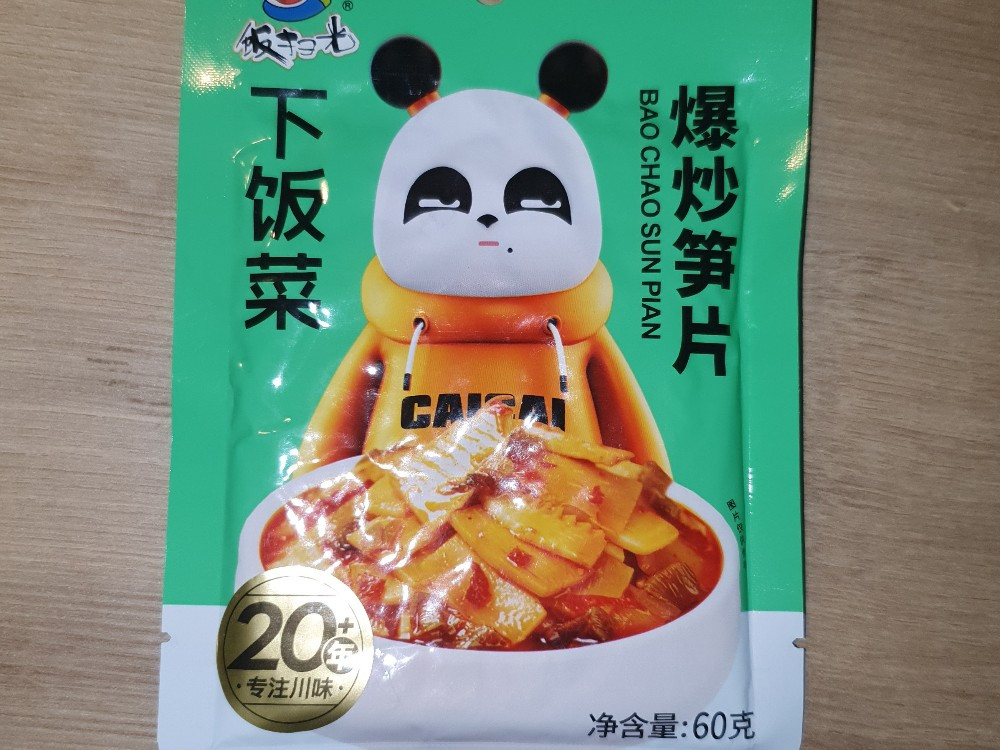 饭扫光
®
下饭菜
爆炒笋片
BAO CHAO SUN PIAN
CAICAI
20+年
·专注川味·
净含量:60克